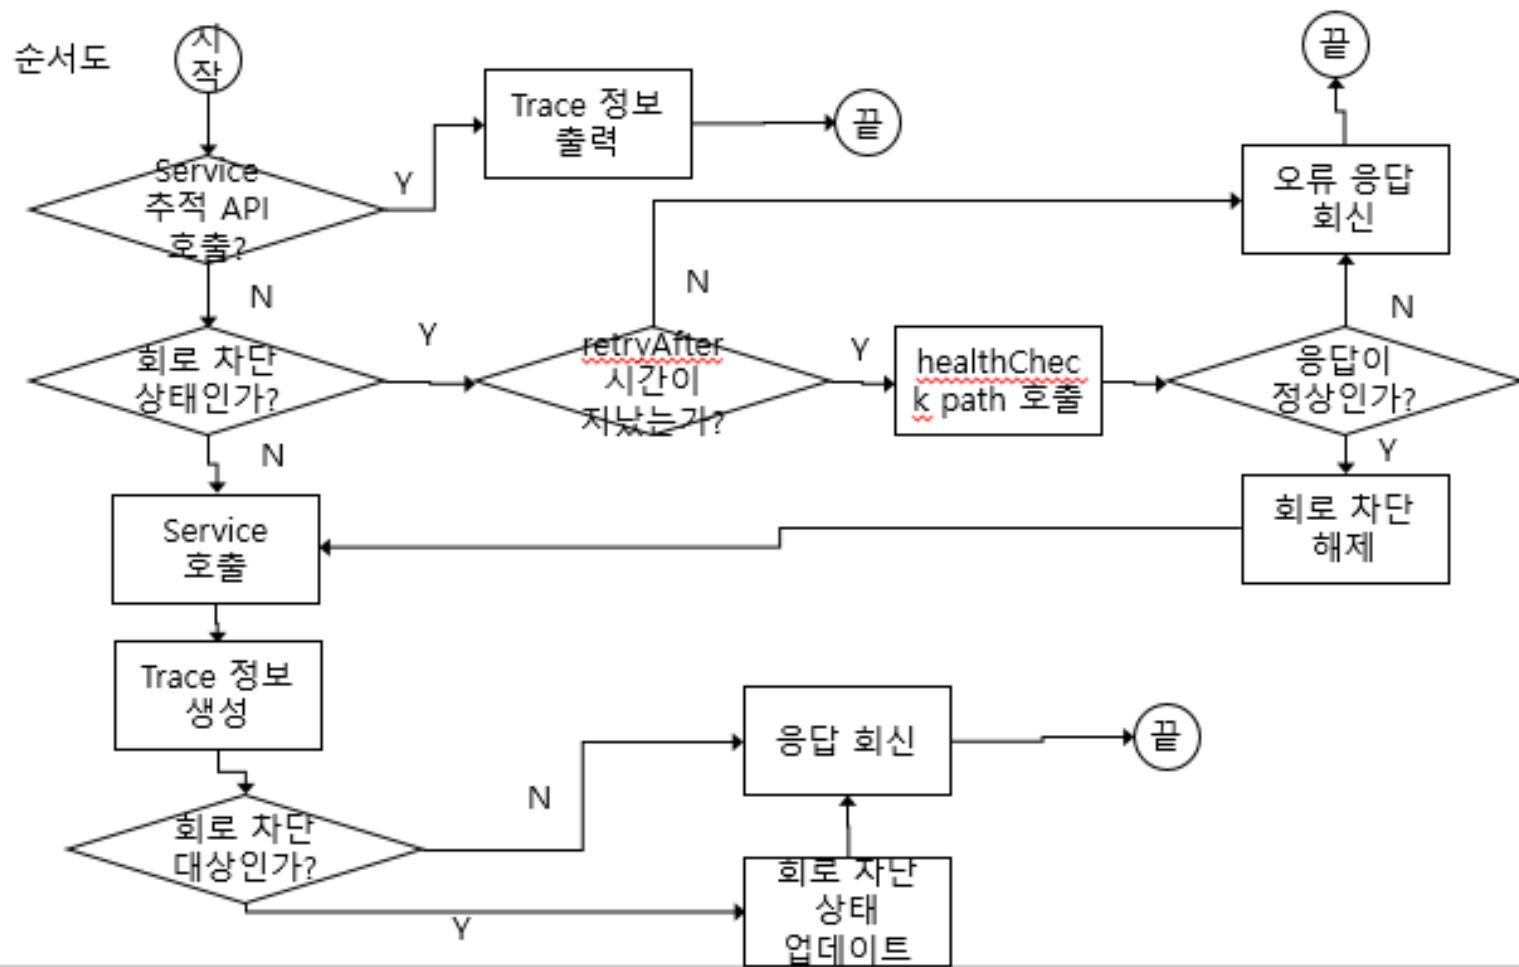 순서도
시
작
Service
추적 API
호출?
Y
Trace 정보
출력
끝
N
회로 차단
상태인가?
Y
retryAfter
시간이
지났는가?
N
Y
healthChec
k path 호출
응답이
정상인가?
N
오류 응답
회신
끝
Y
회로 차단
해제
N
Service
호출
Trace 정보
생성
회로 차단
대상인가?
N
응답 회신
끝
Y
회로 차단
상태
업데이트